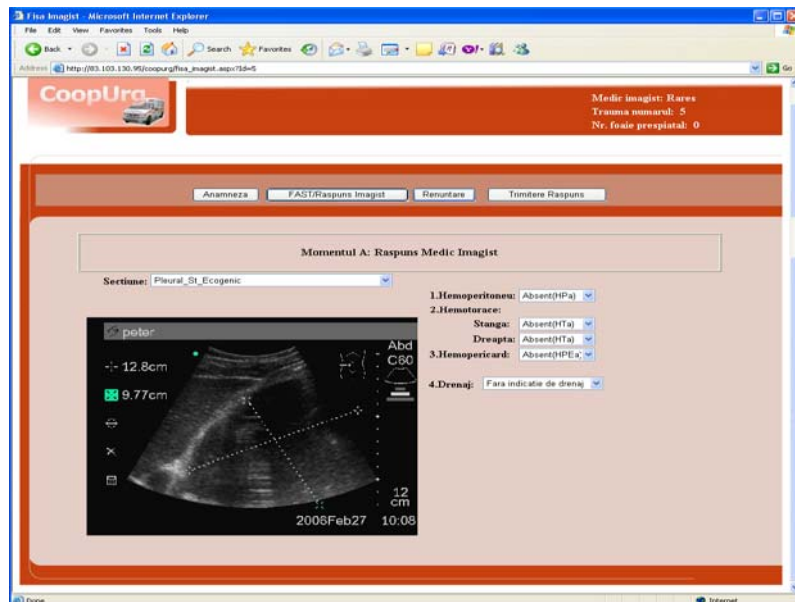 Fisa Imagist - Microsoft Internet Explorer
File Edit View Favorites Tools Help
Back Search Favorites
Address http://83.103.130.95/coopurg/fisa_imagist.aspx?Id=5 Go
CoopUrg
Medic imagist: Rares
Trauma numarul: 5
Nr. foaie prespiatal: 0
Anamneza FAST/Raspuns Imagist Renuntare Trimitere Raspuns
Momentul A: Raspuns Medic Imagist
Sectiune: Pleural_St_Ecogenic
1.Hemoperitoneu: Absent(HPa)
2.Hemotorace:
Stanga: Absent(HTa)
Dreapta: Absent(HTa)
3.Hemopericard: Absent(HPEa)
4.Drenaj: Fara indicatie de drenaj
peter
Abd
C60
12.8cm
9.77cm
12
cm
2006Feb27 10:08
Done Internet